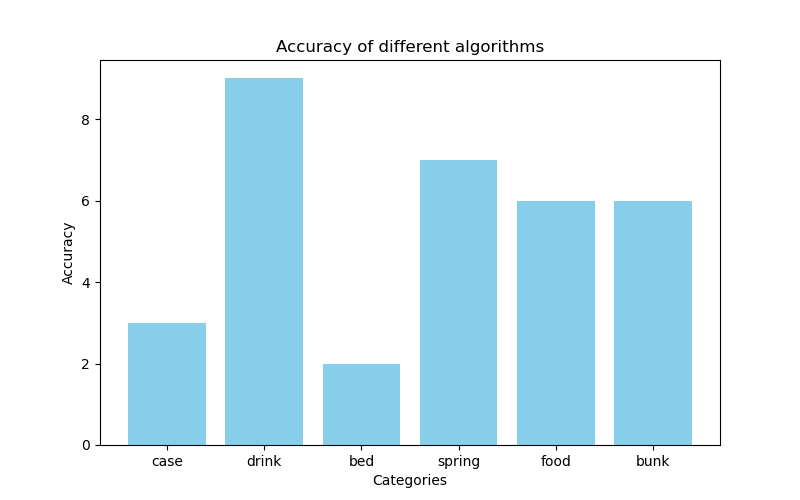 Accuracy of different algorithms
Accuracy
8
6
4
2
0
case drink bed spring food bunk
Categories